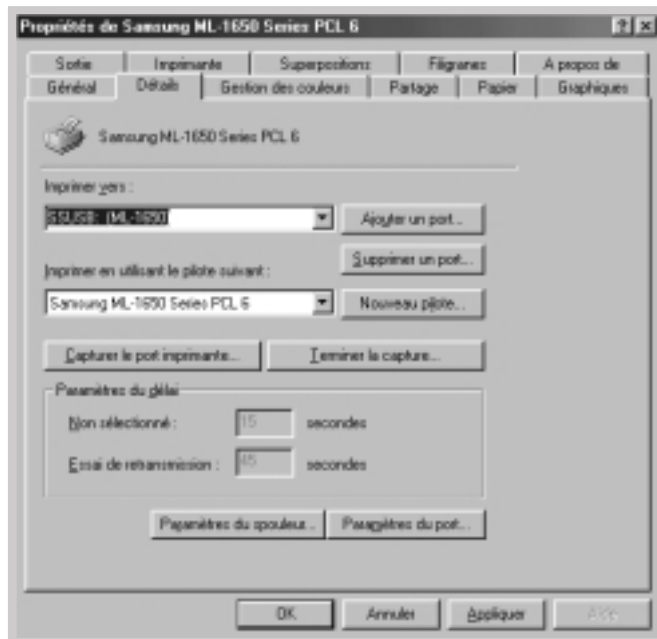 Propriétés de Samsung ML-1650 Series PCL 6
Sortie Imprimante Superpositions Filigranes A propos de
Général Détails Gestion des couleurs Partage Papier Graphiques
Samsung ML-1650 Series PCL 6
Imprimer vers :
SSUSB: (ML-1650) Ajouter un port...
Supprimer un port...
Imprimer en utilisant le pilote suivant :
Samsung ML-1650 Series PCL 6 Nouveau pilote...
Capturer le port imprimante... Terminer la capture...
Paramètres du délai
Non sélectionné : 15 secondes
Essai de retransmission : 45 secondes
Paramètres du spouleur... Paramètres du port...
OK Annuler Appliquer Aide